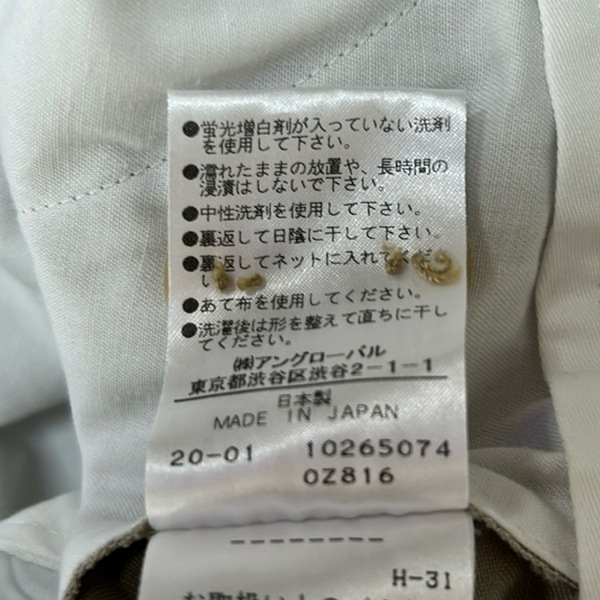 ●蛍光増白剤が入っていない洗剤
を使用して下さい。
●濡れたままの放置や、長時間の
浸漬はしないで下さい。
●中性洗剤を使用して下さい。
●裏返して日陰に干して下さい。
●裏返してネットに入れてくださ
い。
●あて布を使用してください。
●洗濯後は形を整えて直ちに干し
てください。
㈱アングローバル
東京都渋谷区渋谷2-1-1
日本製
MADE IN JAPAN
20-01 10265074
0Z816
--------
H-31